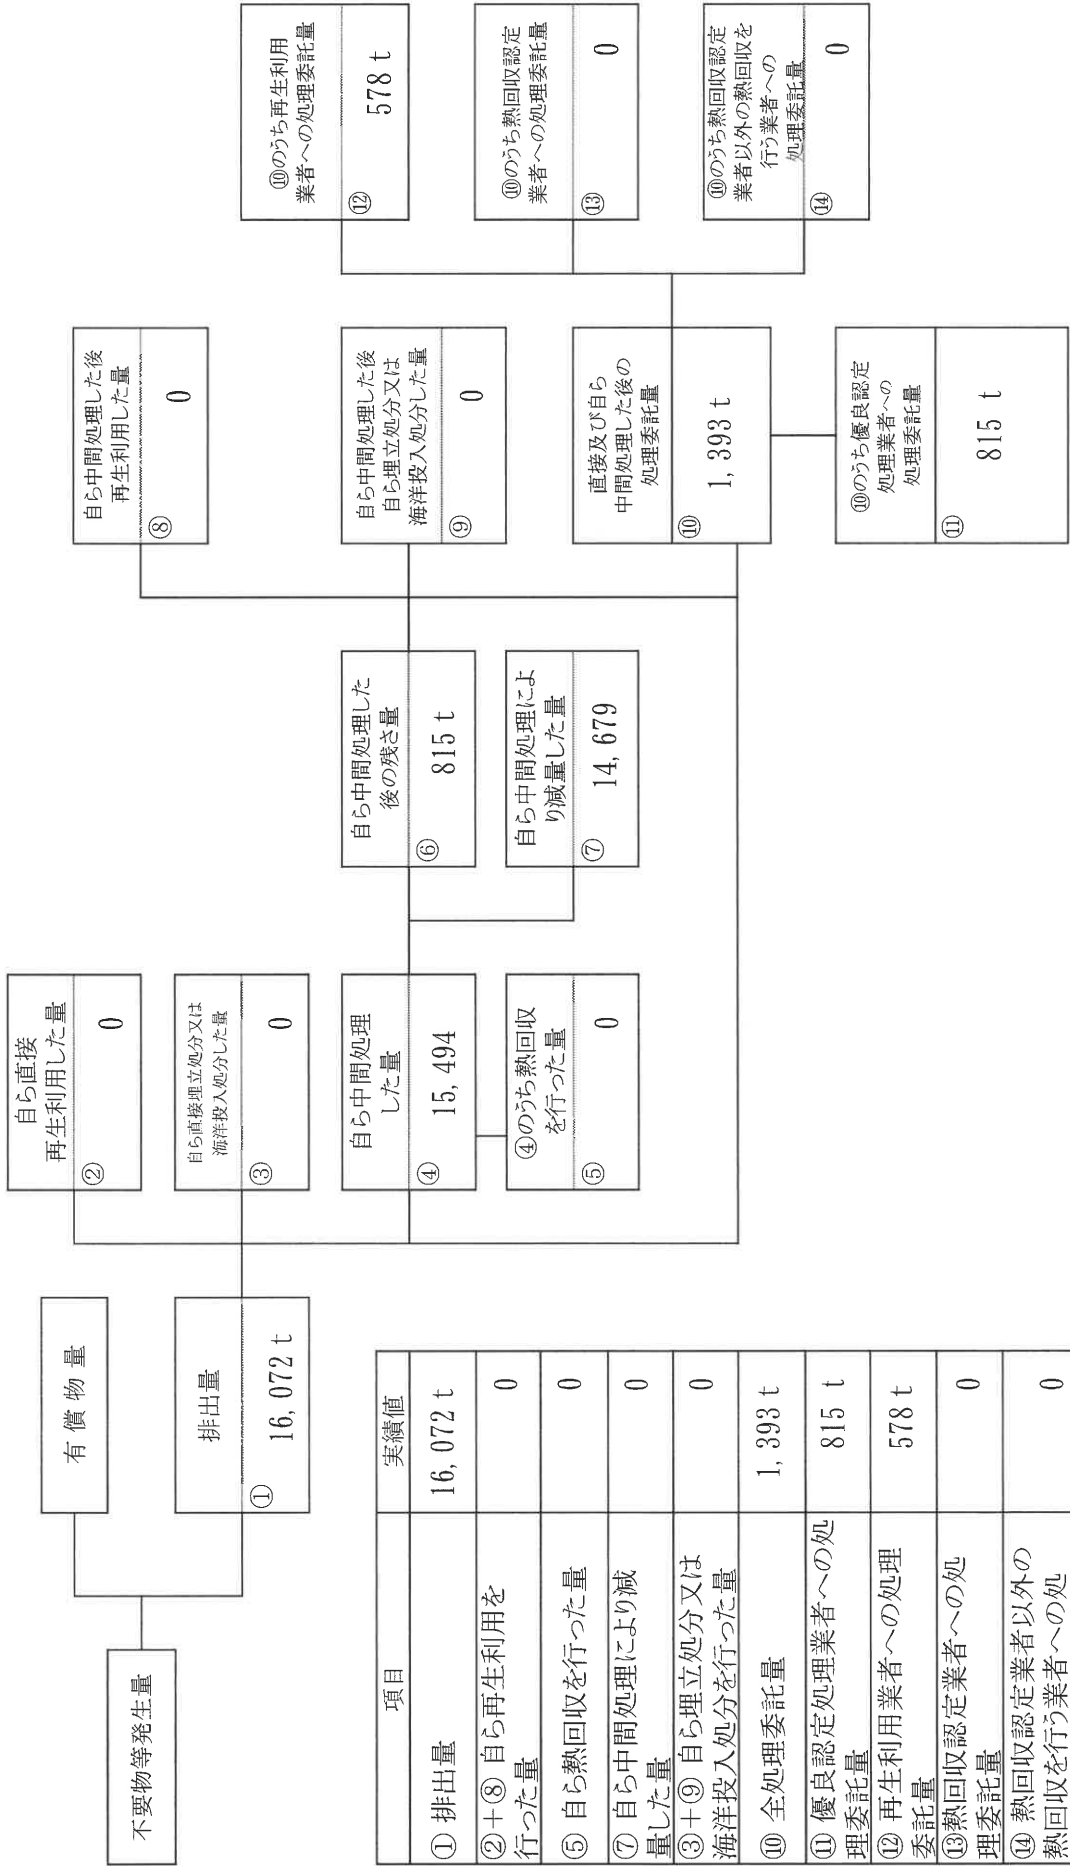 不要物等発生量
有償物量
排出量
① 16,072 t
自ら直接
再生利用した量
② 0
自ら直接埋立処分又は
海洋投入処分した量
③ 0
自ら中間処理
した量
④ 15,494
④のうち熱回収
を行った量
⑤ 0
自ら中間処理した
後の残さ量
⑥ 815 t
自ら中間処理によ
り減量した量
⑦ 14,679
自ら中間処理した後
再生利用した量
⑧ 0
自ら中間処理した後
自ら埋立処分又は
海洋投入処分した量
⑨ 0
直接及び自ら
中間処理した後の
処理委託量
⑩ 1,393 t
⑩のうち優良認定
処理業者への
処理委託量
⑪ 815 t
⑩のうち再生利用
業者への処理委託量
⑫ 578 t
⑩のうち熱回収認定
業者への処理委託量
⑬ 0
⑩のうち熱回収認定
業者以外の熱回収を
行う業者への
処理委託量
⑭ 0
項目 実績値
① 排出量 16,072 t
②+⑧ 自ら再生利用を
行った量 0
⑤ 自ら熱回収を行った量 0
⑦ 自ら中間処理により減
量した量 0
③+⑨ 自ら埋立処分又は
海洋投入処分を行った量 0
⑩ 全処理委託量 1,393 t
⑪ 優良認定処理業者への処
理委託量 815 t
⑫ 再生利用業者への処理
委託量 578 t
⑬熱回収認定業者への処
理委託量 0
⑭ 熱回収認定業者以外の
熱回収を行う業者への処 0